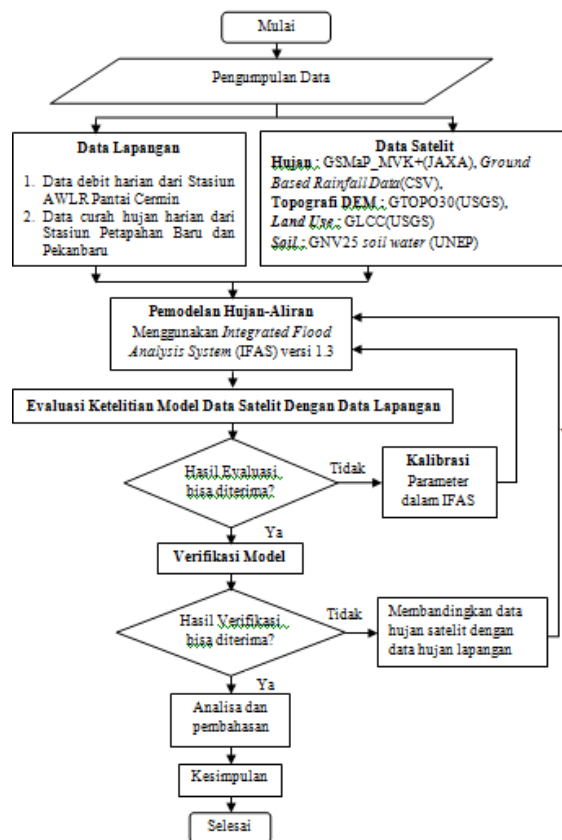 Mulai
Pengumpulan Data
Data Lapangan
1. Data debit harian dari Stasiun
AWLR Pantai Cermin
2. Data curah hujan harian dari
Stasiun Petapahan Baru dan
Pekanbaru
Data Satelit
Hujan : GSMaP_MVK+(JAXA), Ground
Based Rainfall Data(CSV),
Topografi DEM : GTOPO30(USGS),
Land Use : GLCC(USGS)
Soil : GNV25 soil water (UNEP)
Pemodelan Hujan-Aliran
Menggunakan Integrated Flood
Analysis System (IFAS) versi 1.3
Evaluasi Ketelitian Model Data Satelit Dengan Data Lapangan
Hasil Evaluasi
bisa diterima?
Tidak
Kalibrasi
Parameter
dalam IFAS
Ya
Verifikasi Model
Hasil Verifikasi
bisa diterima?
Tidak
Membandingkan data
hujan satelit dengan
data hujan lapangan
Ya
Analisa dan
pembahasan
Kesimpulan
Selesai